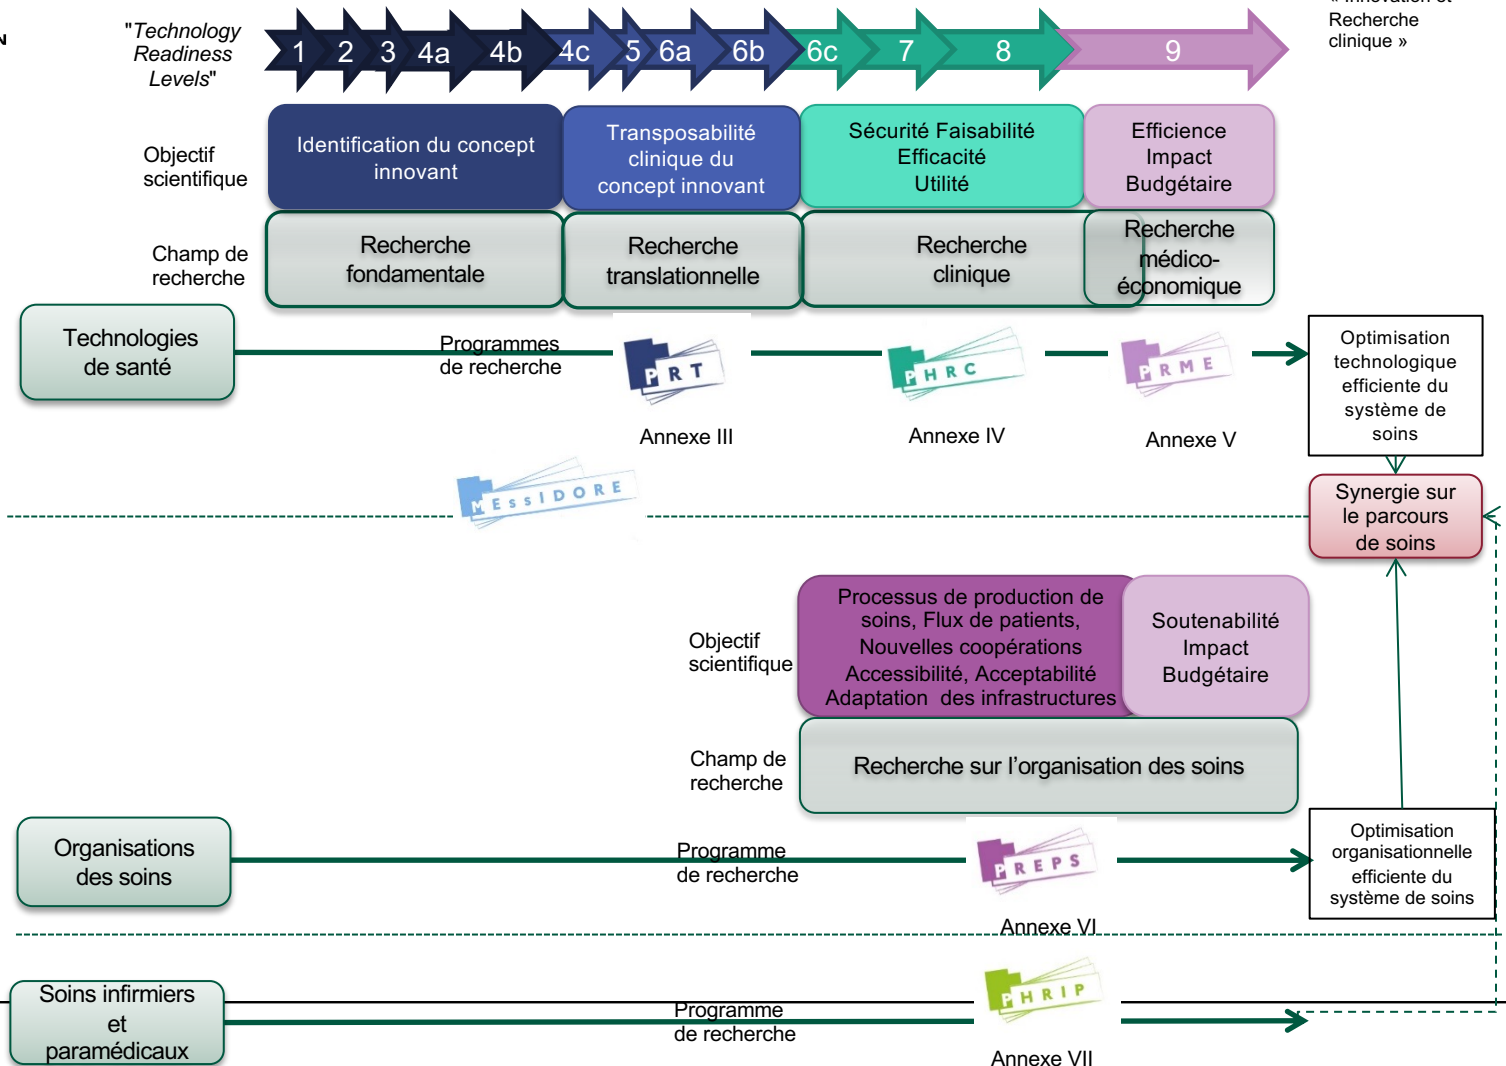 « Innovation et
Recherche
clinique »
N
"Technology
Readiness
Levels"
1 2 3 4a 4b 4c 5 6a 6b 6c 7 8 9
Objectif
scientifique
Identification du concept
innovant
Transposabilité
clinique du
concept innovant
Sécurité Faisabilité
Efficacité
Utilité
Efficience
Impact
Budgétaire
Champ de
recherche
Recherche
fondamentale
Recherche
translationnelle
Recherche
clinique
Recherche
médico-
économique
Technologies
de santé
Programmes
de recherche
PRT
Annexe III
PHRC
Annexe IV
PRME
Annexe V
Optimisation
technologique
efficiente du
système de
soins
MEssIDORE
Synergie sur
le parcours
de soins
Objectif
scientifique
Processus de production de
soins, Flux de patients,
Nouvelles coopérations
Accessibilité, Acceptabilité
Adaptation des infrastructures
Soutenabilité
Impact
Budgétaire
Champ de
recherche
Recherche sur l’organisation des soins
Organisations
des soins
Programme
de recherche
PREPS
Annexe VI
Optimisation
organisationnelle
efficiente du
système de soins
Soins infirmiers
et
paramédicaux
Programme
de recherche
PHRIP
Annexe VII